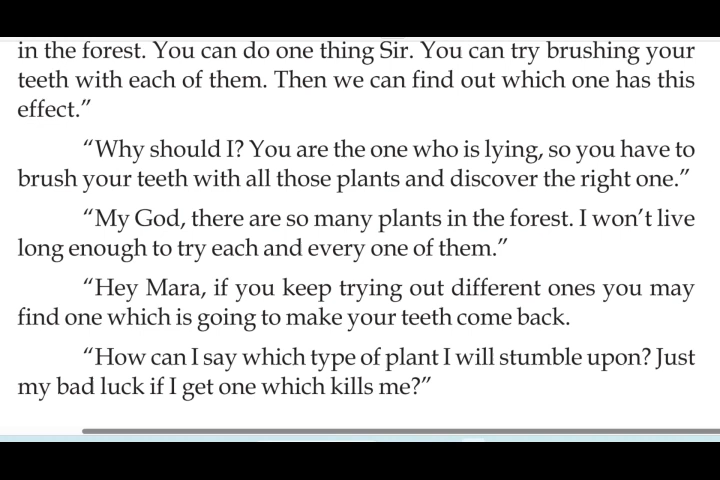 in the forest. You can do one thing Sir. You can try brushing your
teeth with each of them. Then we can find out which one has this
effect.”
“Why should I? You are the one who is lying, so you have to
brush your teeth with all those plants and discover the right one.”
“My God, there are so many plants in the forest. I won’t live
long enough to try each and every one of them.”
“Hey Mara, if you keep trying out different ones you may
find one which is going to make your teeth come back.
“How can I say which type of plant I will stumble upon? Just
my bad luck if I get one which kills me?”